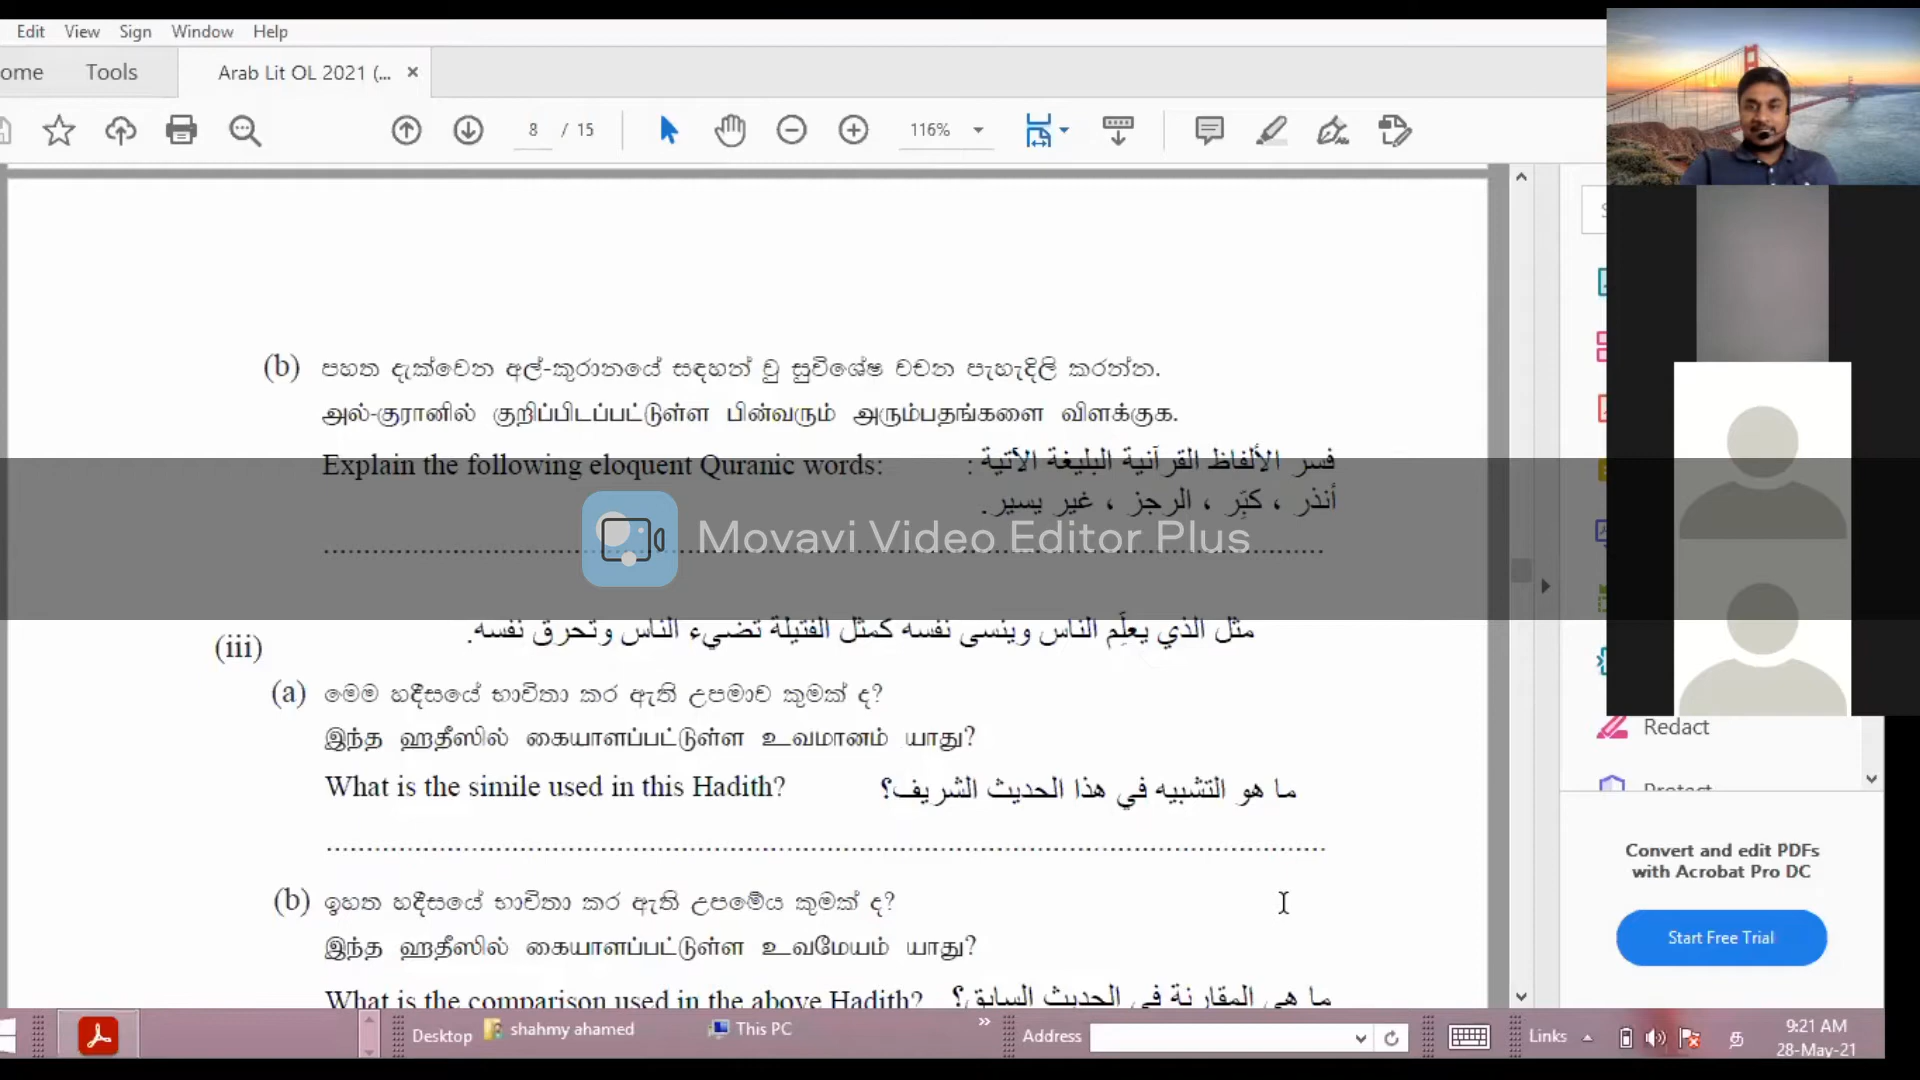 Edit View Sign Window Help
ome Tools Arab Lit OL 2021 (... ×
8 / 15 116%
(b) පහත දැක්වෙන අල්-කුරානයේ සඳහන් වු සුවිශේෂ වචන පැහැදිලි කරන්න.
அல்-குரானில் குறிப்பிடப்பட்டுள்ள பின்வரும் அரும்பதங்களை விளக்குக.
Explain the following eloquent Quranic words: فسر الألفاظ القرآنية البليغة الآتية :
أنذر ، كبِّر ، الرجز ، غير يسير.
Movavi Video Editor Plus
(iii) مثل الذي يعلِّم الناس وينسى نفسه كمثل الفتيلة تضيء الناس وتحرق نفسه.
(a) මෙම හදීසයේ භාවිතා කර ඇති උපමාව කුමක් ද?
இந்த ஹதீஸில் கையாளப்பட்டுள்ள உவமானம் யாது?
What is the simile used in this Hadith? ما هو التشبيه في هذا الحديث الشريف؟
(b) ඉහත හදීසයේ භාවිතා කර ඇති උපමේය කුමක් ද?
இந்த ஹதீஸில் கையாளப்பட்டுள்ள உவமேயம் யாது?
What is the comparison used in the above Hadith? ما هي المقارنة في الحديث السابق؟
Redact
Protect
Convert and edit PDFs
with Acrobat Pro DC
Start Free Trial
Desktop shahmy ahamed This PC » Address Links த 9:21 AM
28-May-21